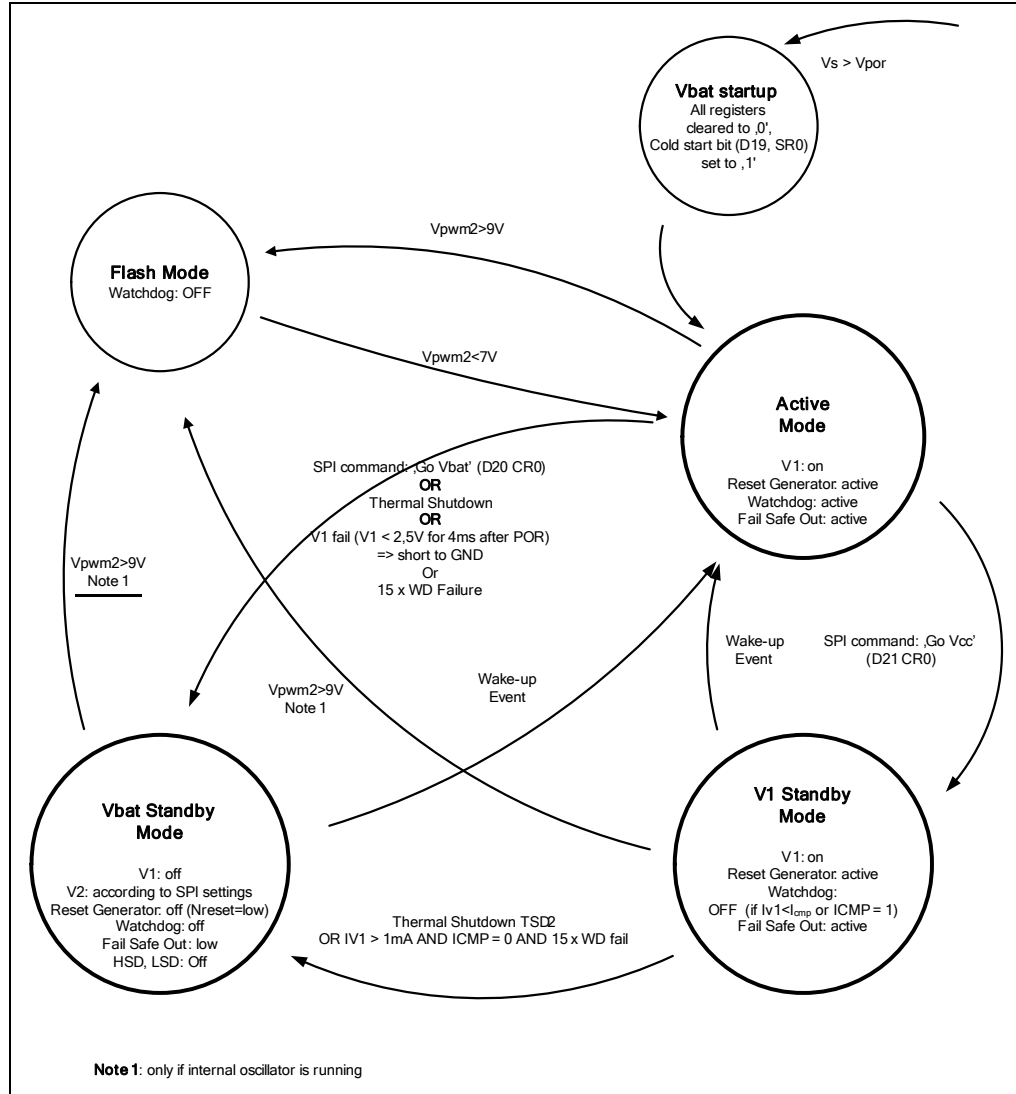 Vs > Vpor
Vbat startup
All registers
cleared to ‚0',
Cold start bit (D19, SR0)
set to ‚1'
Vpwm2>9V
Flash Mode
Watchdog: OFF
Vpwm2<7V
Active
Mode
V1: on
Reset Generator: active
Watchdog: active
Fail Safe Out: active
SPI command: ‚Go Vbat' (D20 CR0)
OR
Thermal Shutdown
OR
V1 fail (V1 < 2,5V for 4ms after POR)
=> short to GND
Or
15 x WD Failure
Vpwm2>9V
Note 1
Wake-up
Event
SPI command: ‚Go Vcc'
(D21 CR0)
Vpwm2>9V
Note 1
Wake-up
Event
Vbat Standby
Mode
V1: off
V2: according to SPI settings
Reset Generator: off (Nreset=low)
Watchdog: off
Fail Safe Out: low
HSD, LSD: Off
V1 Standby
Mode
V1: on
Reset Generator: active
Watchdog:
OFF (if Iv1<Icmp or ICMP = 1)
Fail Safe Out: active
Thermal Shutdown TSD2
OR IV1 > 1mA AND ICMP = 0 AND 15 x WD fail
Note 1: only if internal oscillator is running